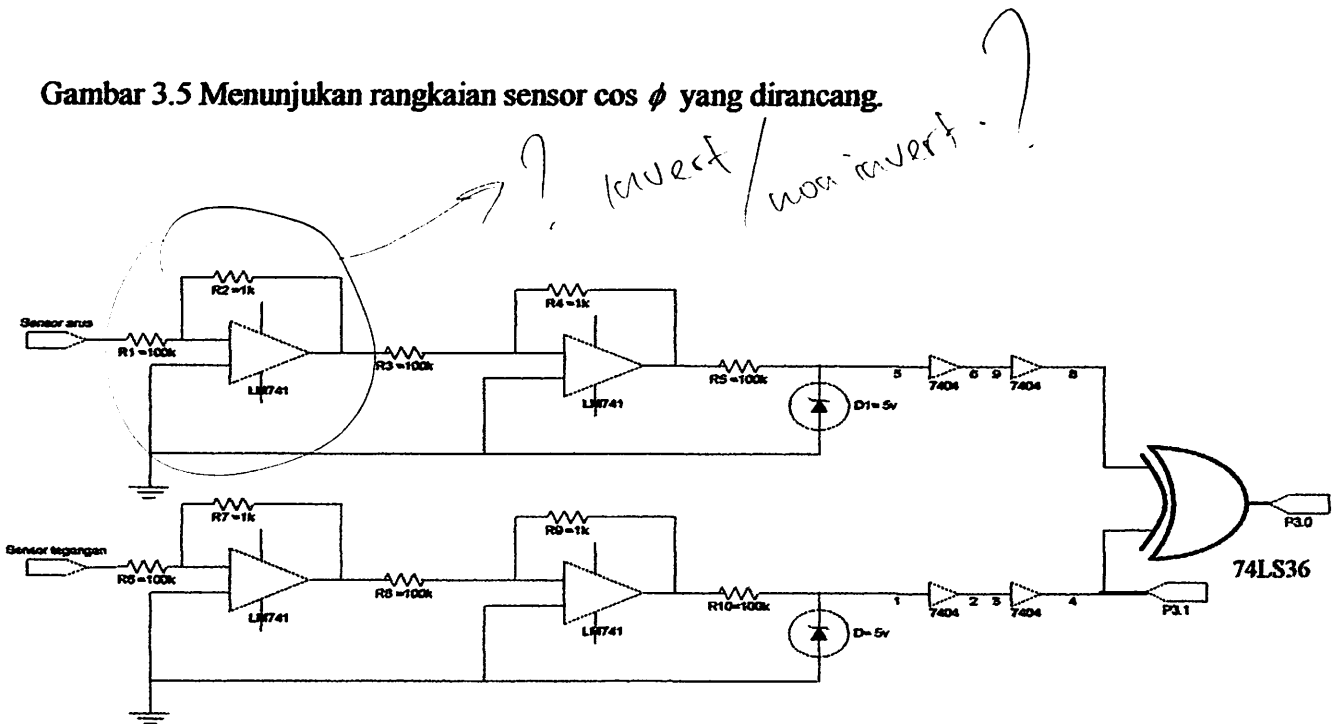 Gambar 3.5 Menunjukan rangkaian sensor cos ϕ yang dirancang.
? Invert / non invert. ?
R2=1k
R4=1k
Sensor arus
R1=100k
LM741
R3=100k
LM741
R5=100k
D1=5v
5
7404
6
9
7404
8
R7=1k
R9=1k
P3.0
Sensor tegangan
R6=100k
LM741
R8=100k
LM741
R10=100k
D=5v
1
7404
2
3
7404
4
74LS36
P3.1